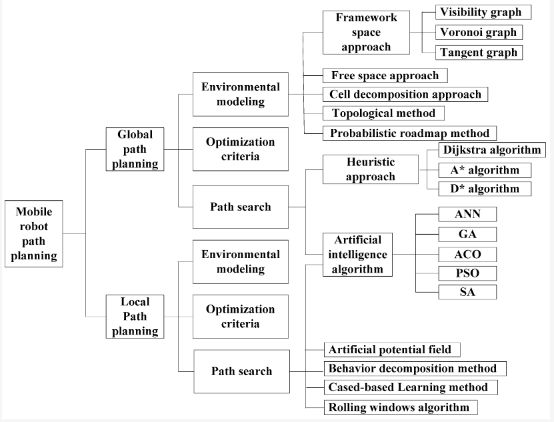 Framework
space
approach
Visibility graph
Voronoi graph
Tangent graph
Environmental
modeling
Free space approach
Cell decomposition approach
Topological method
Probabilistic roadmap method
Global
path planning
Optimization
criteria
Heuristic
approach
Dijkstra algorithm
A* algorithm
D* algorithm
Path search
Mobile
robot
path
planning
Artificial
intelligence
algorithm
ANN
GA
ACO
PSO
SA
Environmental
modeling
Local
Path
planning
Optimization
criteria
Path search
Artificial potential field
Behavior decomposition method
Cased-based Learning method
Rolling windows algorithm